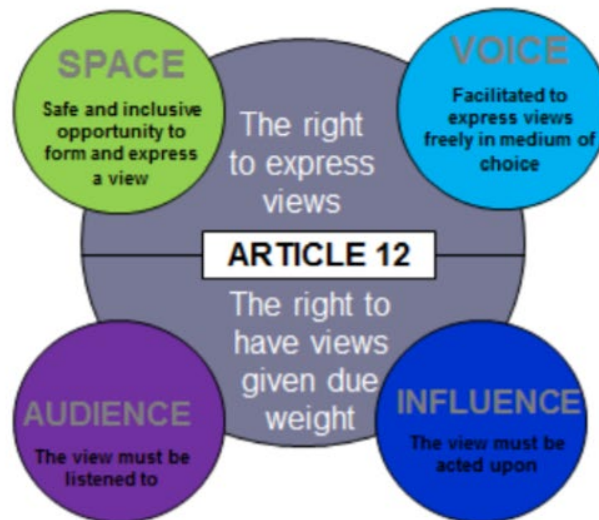 SPACE
Safe and inclusive
opportunity to
form and express
a view
VOICE
Facilitated to
express views
freely in medium of
choice
The right
to express
views
ARTICLE 12
The right to
have views
given due
weight
AUDIENCE
The view must be
listened to
INFLUENCE
The view must be
acted upon